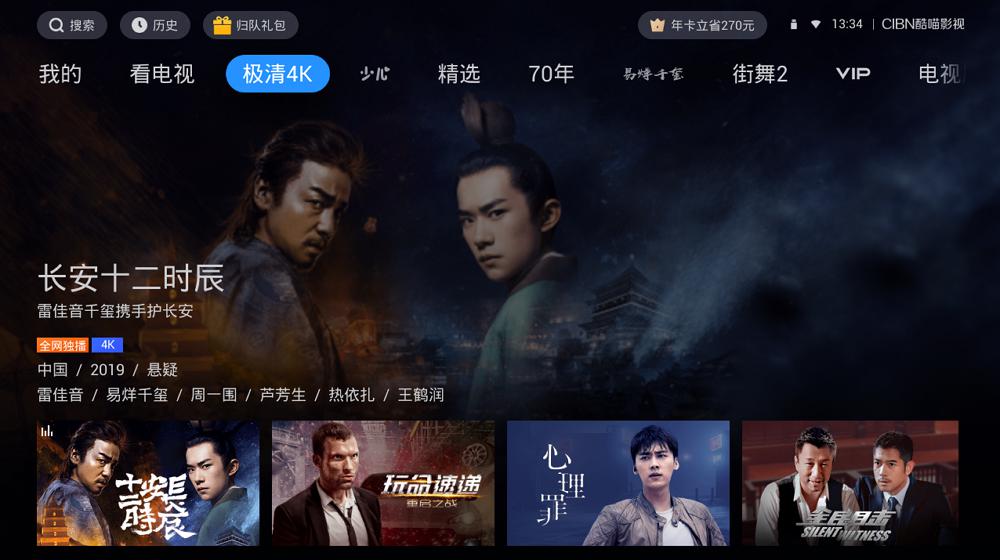 搜索
历史
归队礼包
年卡立省270元
13:34
CIBN酷喵影视
我的
看电视
极清4K
少儿
精选
70年
易烊千玺
街舞2
VIP
电视
长安十二时辰
雷佳音千玺携手护长安
全网独播
4K
中国 / 2019 / 悬疑
雷佳音 / 易烊千玺 / 周一围 / 芦芳生 / 热依扎 / 王鹤润
长安十二时辰
玩命速递
重启之战
心理罪
全民目击
SILENT WITNESS